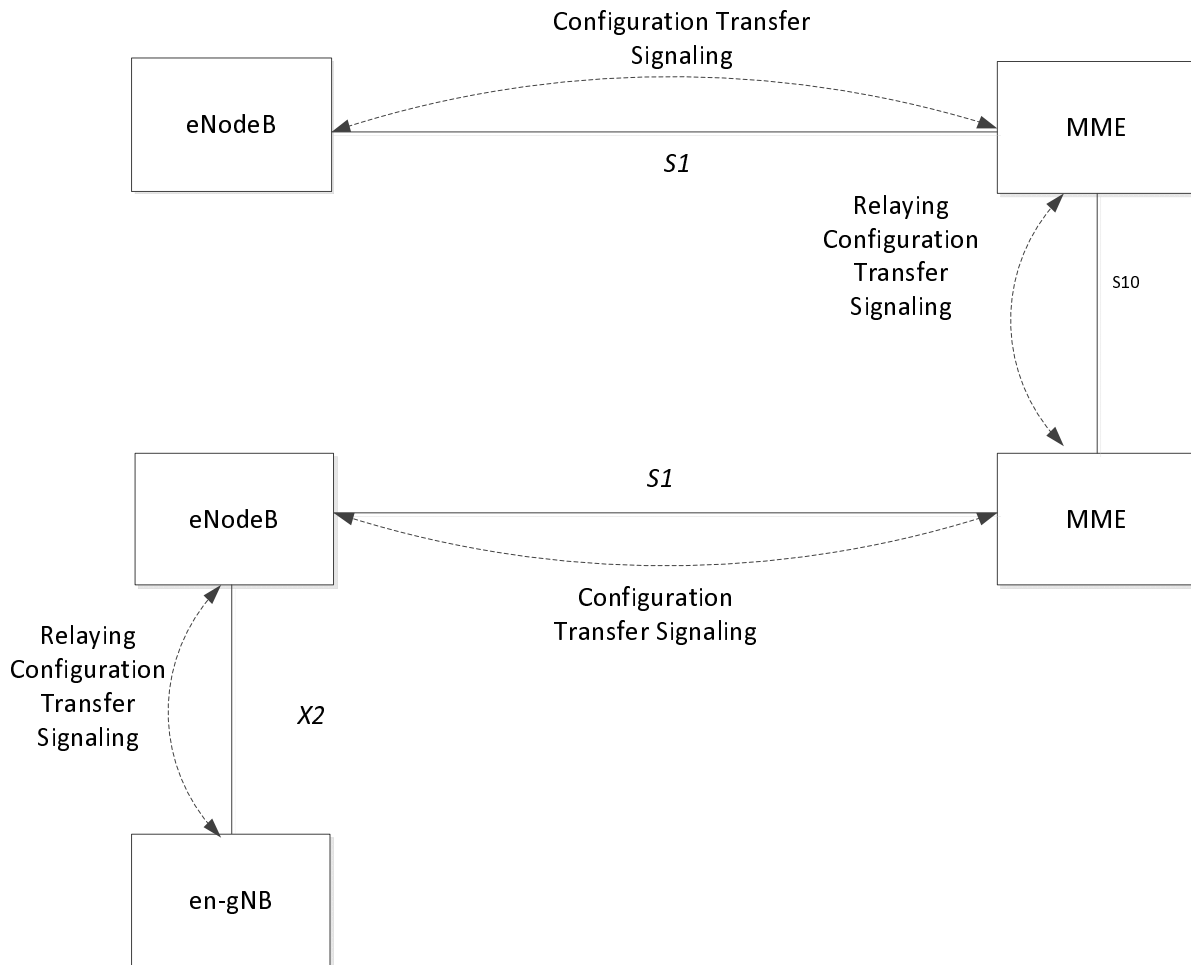 Configuration Transfer
Signaling
eNodeB
MME
S1
Relaying
Configuration
Transfer
Signaling
S10
S1
eNodeB
MME
Configuration
Transfer Signaling
Relaying
Configuration
Transfer
Signaling
X2
en-gNB